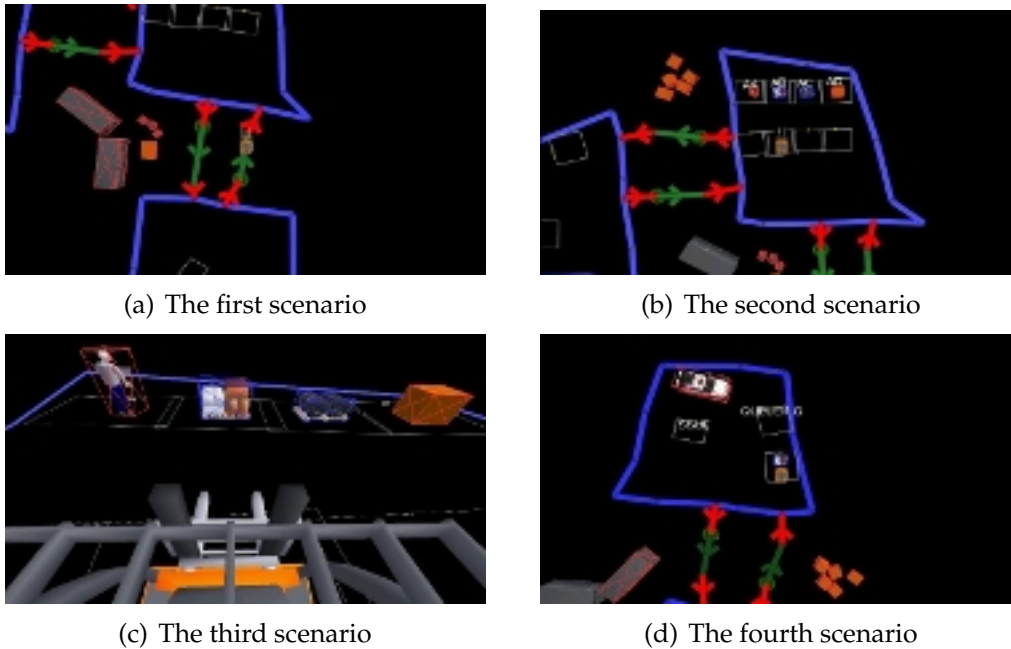 (a) The first scenario
(b) The second scenario
(c) The third scenario
(d) The fourth scenario